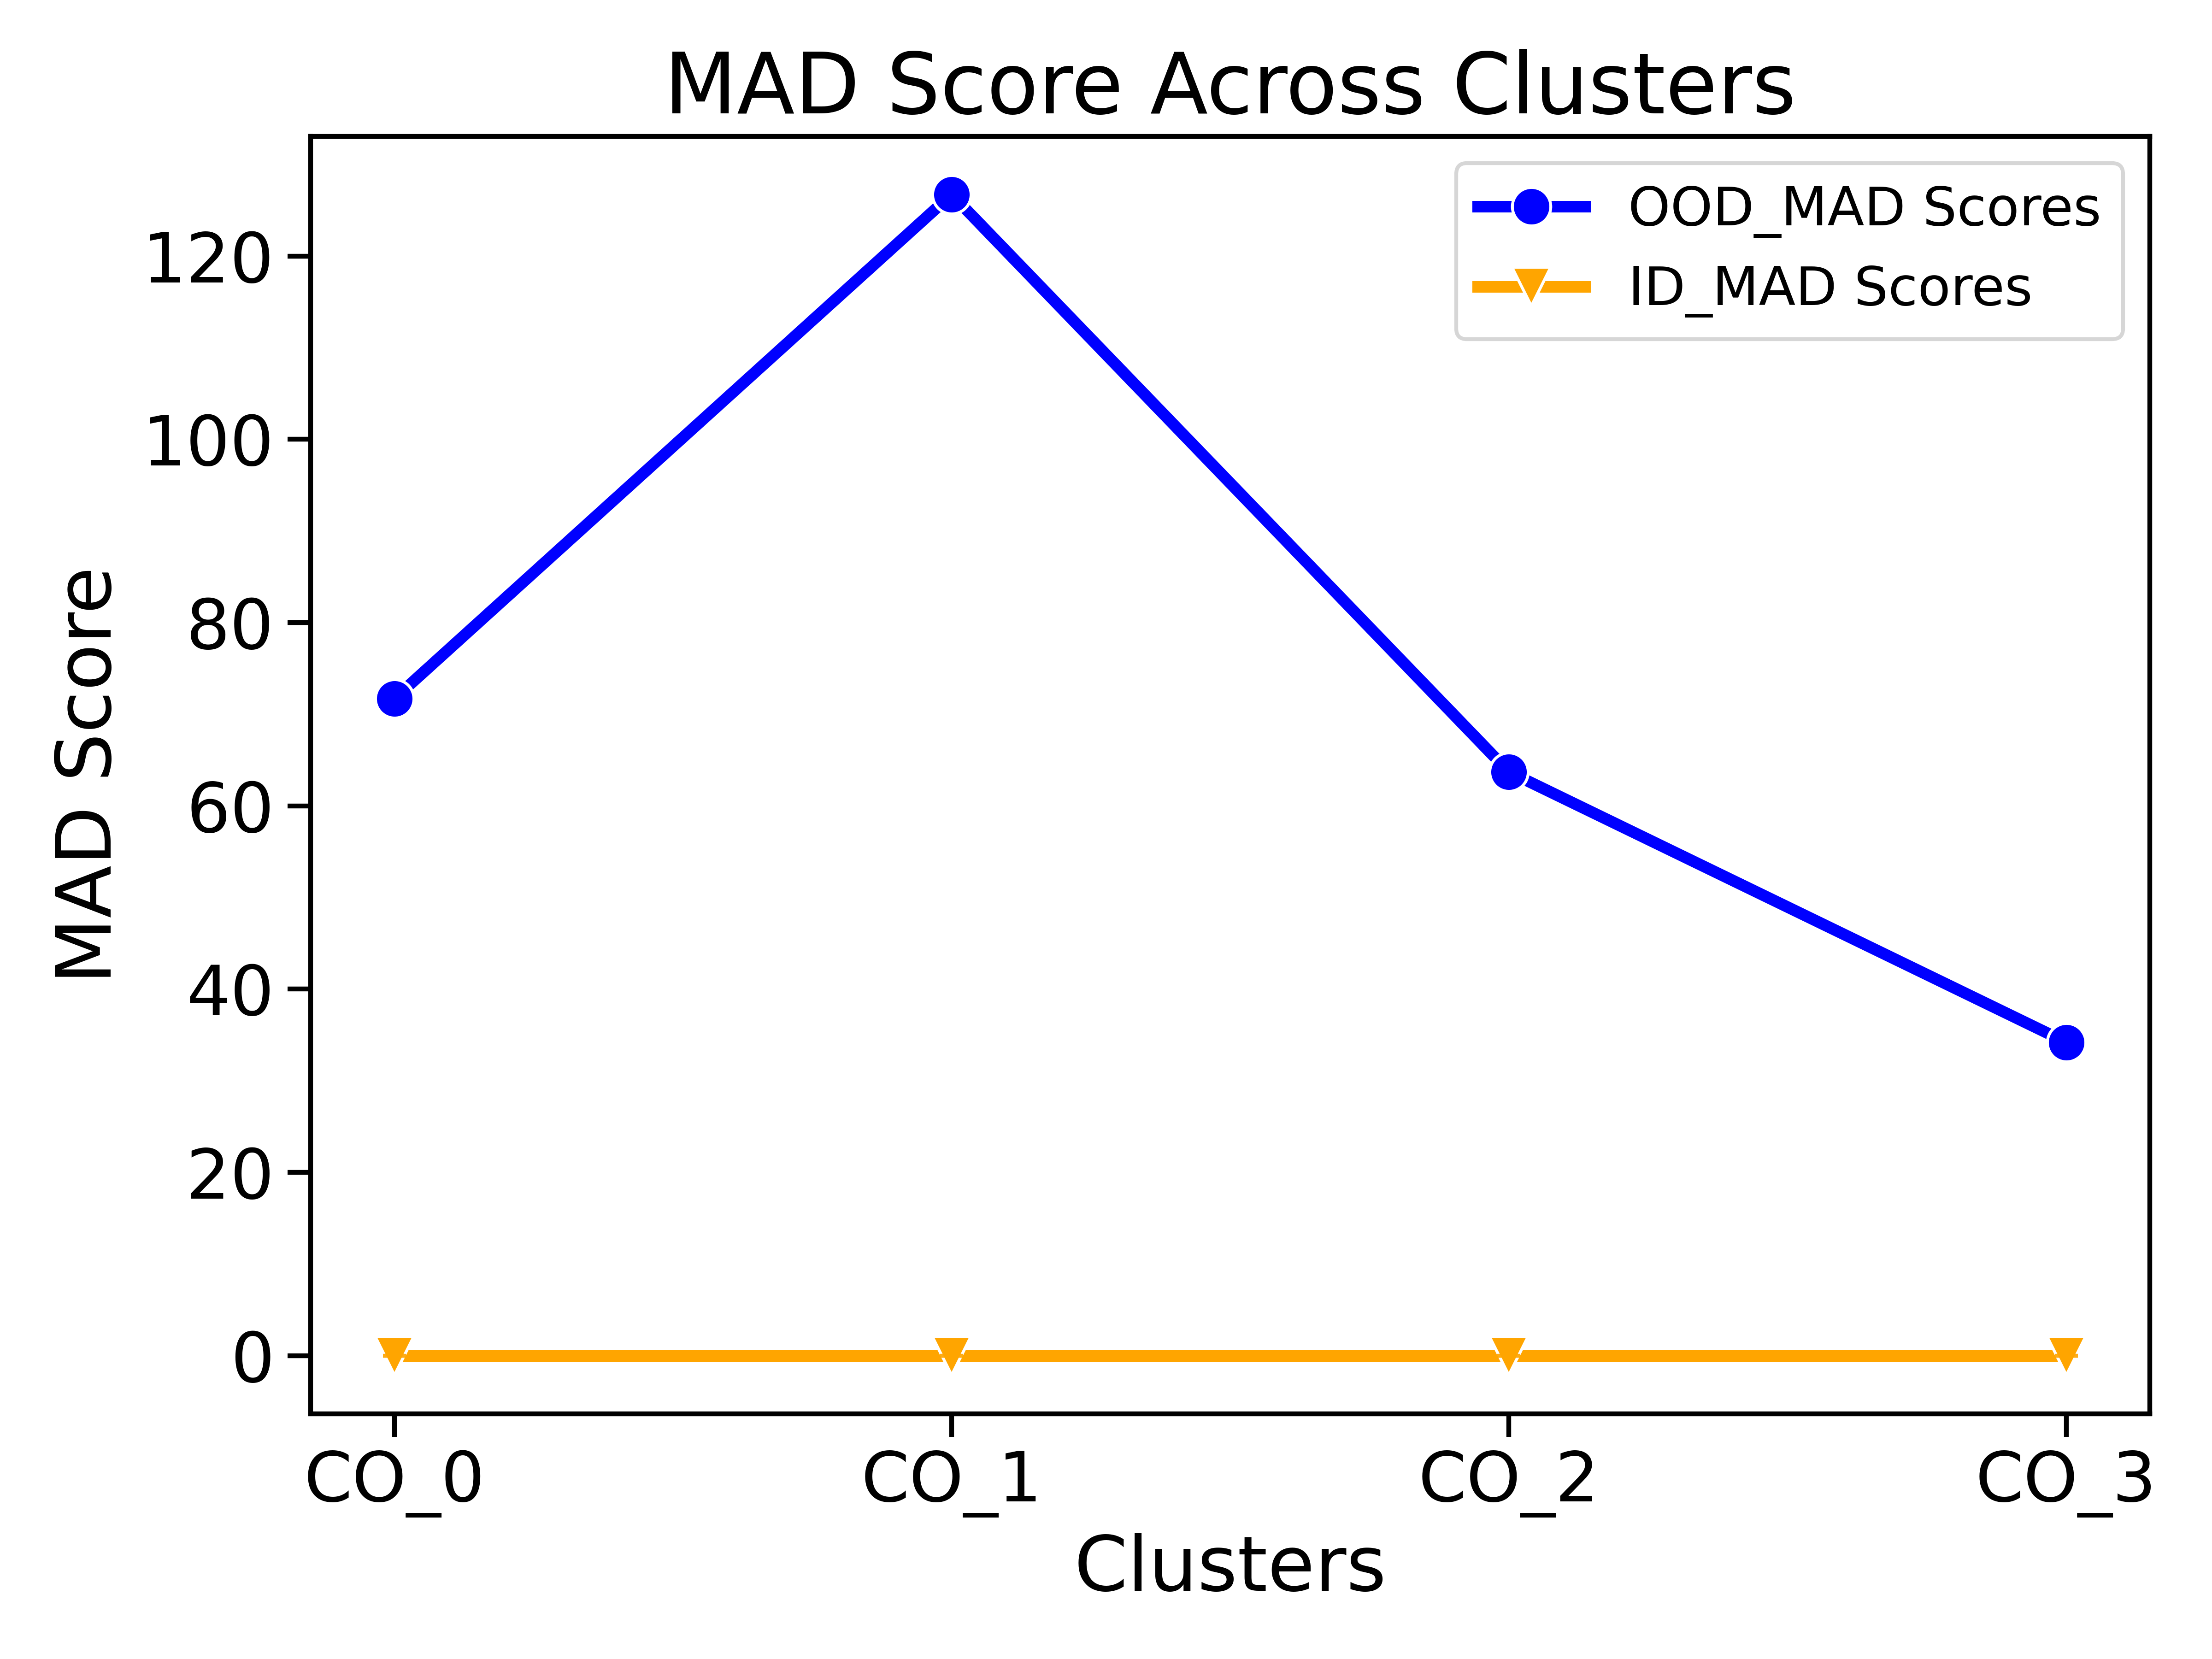 MAD Score Across Clusters
OOD_MAD Scores
ID_MAD Scores
MAD Score
120
100
80
60
40
20
0
CO_0 CO_1 CO_2 CO_3
Clusters